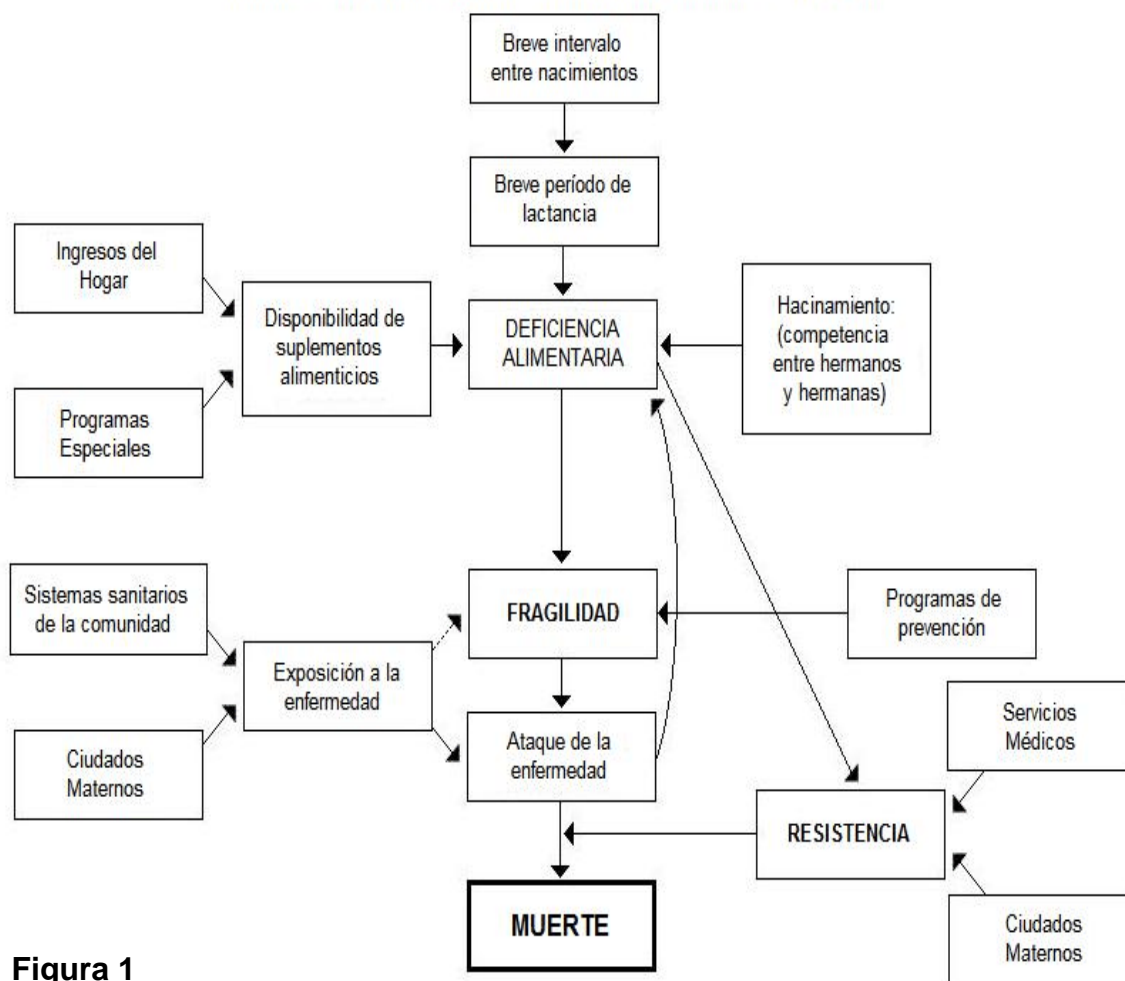 Breve intervalo
entre nacimientos
Breve período de
lactancia
Ingresos del
Hogar
Disponibilidad de
suplementos
alimenticios
DEFICIENCIA
ALIMENTARIA
Hacinamiento:
(competencia
entre hermanos
y hermanas)
Programas
Especiales
Sistemas sanitarios
de la comunidad
FRAGILIDAD
Programas de
prevención
Exposición a la
enfermedad
Servicios
Médicos
Ciudados
Maternos
Ataque de la
enfermedad
RESISTENCIA
MUERTE
Ciudados
Maternos
Figura 1